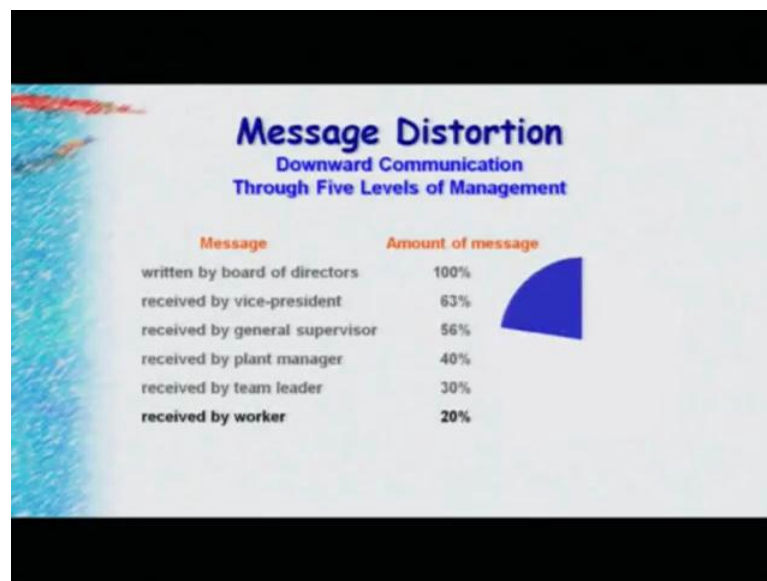 Message Distortion
Downward Communication
Through Five Levels of Management
Message Amount of message
written by board of directors 100%
received by vice-president 63%
received by general supervisor 56%
received by plant manager 40%
received by team leader 30%
received by worker 20%